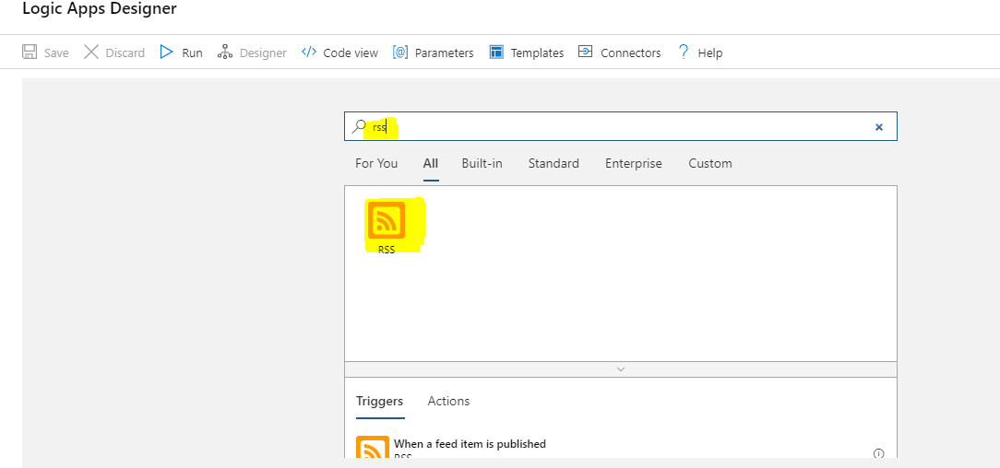 Logic Apps Designer
Save Discard Run Designer Code view Parameters Templates Connectors Help
rss
For You All Built-in Standard Enterprise Custom
RSS
Triggers Actions
When a feed item is published
RSS